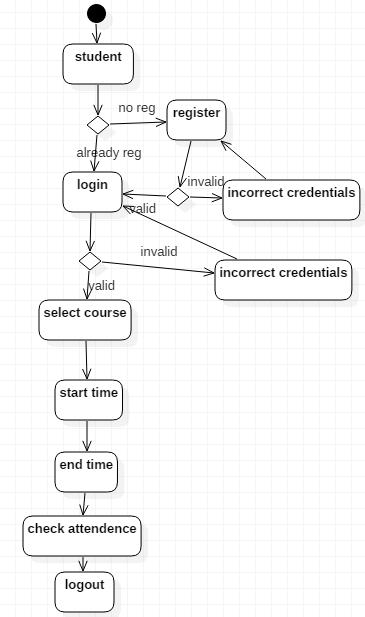 student
no reg
register
already reg
login
invalid
incorrect credentials
valid
invalid
incorrect credentials
valid
select course
start time
end time
check attendence
logout